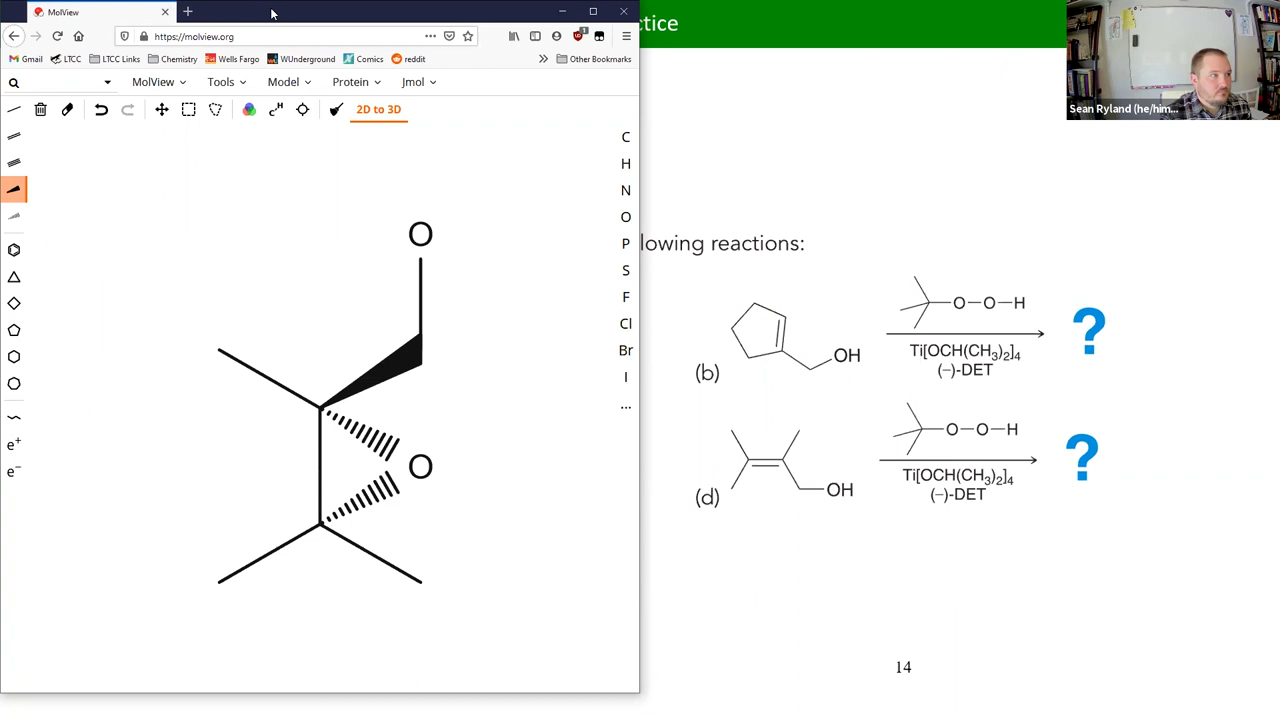 MolView
https://molview.org
Gmail LTCC LTCC Links Chemistry Wells Fargo WUnderground Comics reddit Other Bookmarks
MolView Tools Model Protein Jmol
2D to 3D
C
H
N
O
P
S
F
Cl
Br
I
...
e+
e−
O
O
ctice
Sean Ryland (he/him...
lowing reactions:
(b)
OH
O−O−H
Ti[OCH(CH3)2]4
(−)-DET
?
(d)
OH
O−O−H
Ti[OCH(CH3)2]4
(−)-DET
?
14